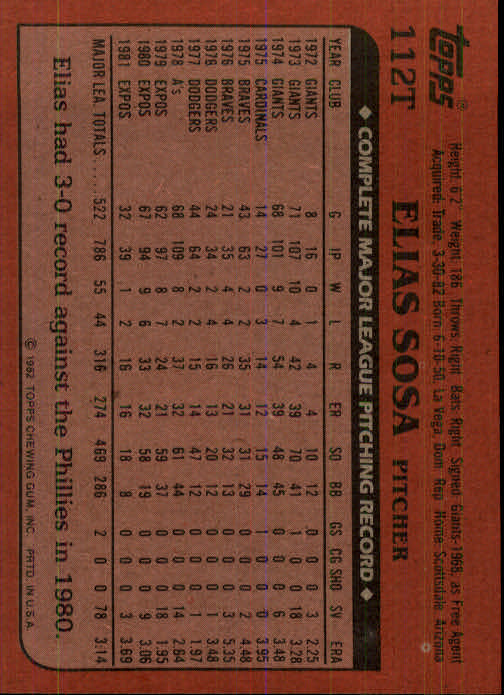 topps®
Height 6'2" Weight 186 Throws: Right Bats: Right Signed Giants-1968, as Free Agent
Acquired: Trade, 3-30-82 Born 6-10-50, La Vega, Dom. Rep. Home Scottsdale, Arizona
112T ELIAS SOSA PITCHER
◆ COMPLETE MAJOR LEAGUE PITCHING RECORD ◆
YEAR CLUB G IP W L R ER SO BB GS CG SHO SV ERA
1972 GIANTS 8 16 0 1 4 4 10 12 0 0 0 3 2.25
1973 GIANTS 71 107 10 4 42 39 70 41 1 0 0 18 3.28
1974 GIANTS 68 101 9 7 54 39 48 45 0 0 0 6 3.48
1975 CARDINALS 14 27 0 3 14 12 15 14 1 0 0 0 3.95
1975 BRAVES 43 63 2 2 35 31 31 29 0 0 0 2 4.48
1976 BRAVES 21 35 4 4 26 21 32 13 0 0 0 3 5.35
1976 DODGERS 24 34 2 4 16 13 20 12 0 0 0 1 3.48
1977 DODGERS 44 64 2 2 15 14 47 12 0 0 0 1 1.97
1978 A's 68 109 8 2 37 32 61 44 0 0 0 14 2.64
1979 EXPOS 62 97 8 7 24 21 59 37 0 0 0 18 1.95
1980 EXPOS 67 94 9 6 33 32 58 19 0 0 0 9 3.06
1981 EXPOS 32 39 1 2 16 16 18 8 0 0 0 3 3.69
MAJOR LEA. TOTALS ..... 522 786 55 44 316 274 469 286 2 0 0 78 3.14
Elias had 3-0 record against the Phillies in 1980.
© 1982 TOPPS CHEWING GUM, INC. PRTD. IN U.S.A.